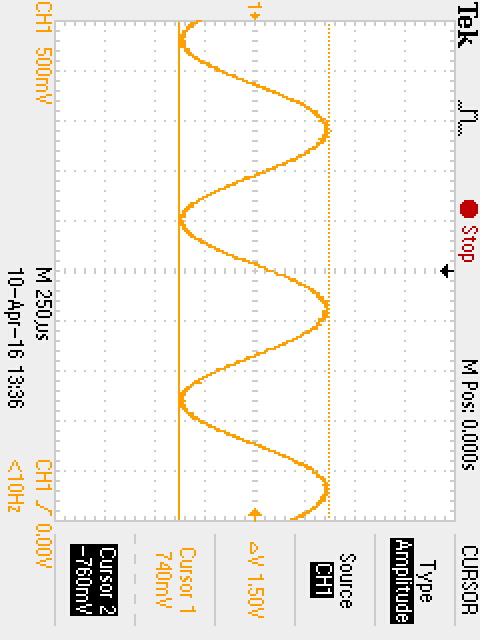 Tek
Stop
M Pos: 0.000s
CURSOR
Type
Amplitude
Source
CH1
△V 1.50V
Cursor 1
740mV
Cursor 2
-760mV
CH1 500mV
M 250µs
CH1 / 0.00V
10-Apr-16 13:36
<10Hz
1